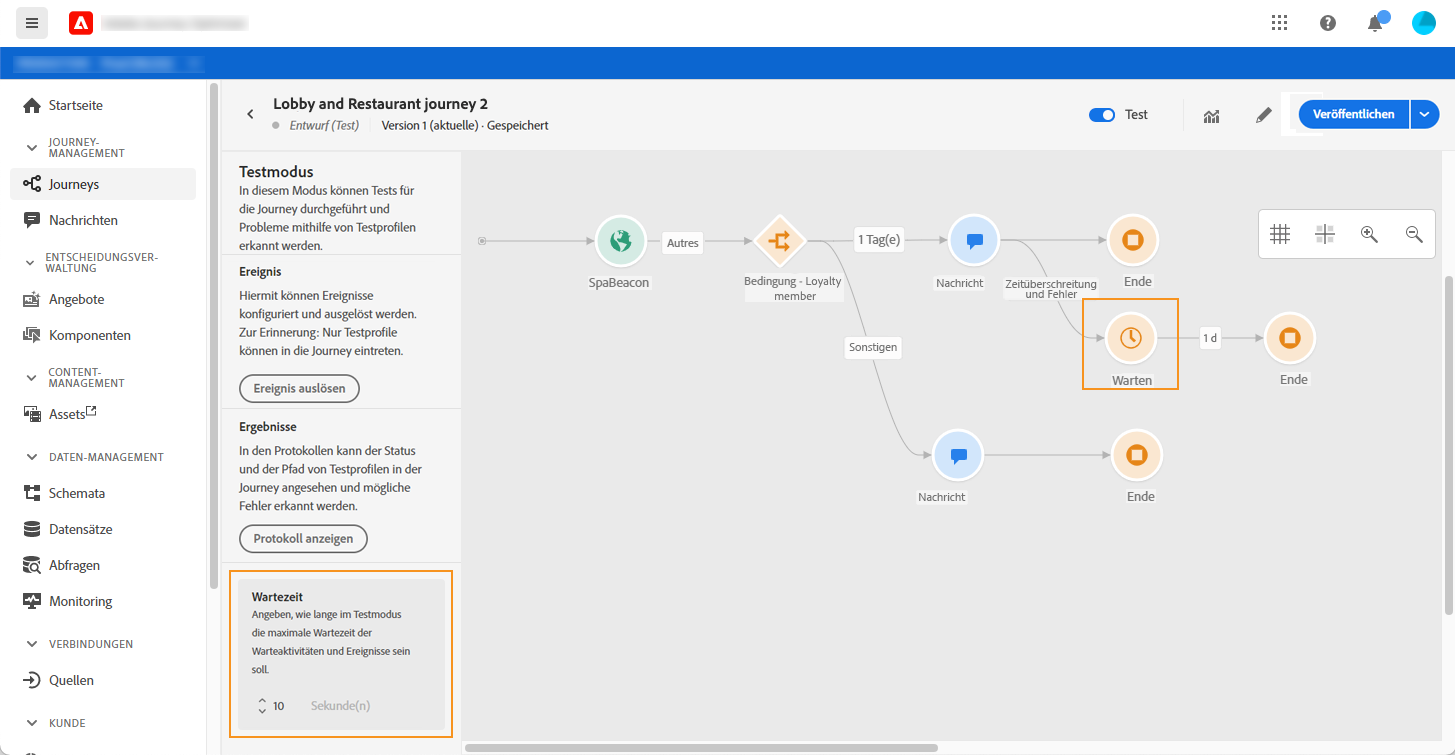 Lobby and Restaurant journey 2
Entwurf (Test)
Version 1 (aktuelle) · Gespeichert
Test
Veröffentlichen
Startseite
JOURNEY-
MANAGEMENT
Journeys
Nachrichten
ENTSCHEIDUNGSVER-
WALTUNG
Angebote
Komponenten
CONTENT-
MANAGEMENT
Assets
DATEN-MANAGEMENT
Schemata
Datensätze
Abfragen
Monitoring
VERBINDUNGEN
Quellen
KUNDE
Testmodus
In diesem Modus können Tests für
die Journey durchgeführt und
Probleme mithilfe von Testprofilen
erkannt werden.
Ereignis
Hiermit können Ereignisse
konfiguriert und ausgelöst werden.
Zur Erinnerung: Nur Testprofile
können in die Journey eintreten.
Ereignis auslösen
Ergebnisse
In den Protokollen kann der Status
und der Pfad von Testprofilen in der
Journey angesehen und mögliche
Fehler erkannt werden.
Protokoll anzeigen
Wartezeit
Angeben, wie lange im Testmodus
die maximale Wartezeit der
Warteaktivitäten und Ereignisse sein
soll.
10
Sekunde(n)
SpaBeacon
Autres
Bedingung - Loyalty
member
1 Tag(e)
Nachricht
Ende
Zeitüberschreitung
und Fehler
Warten
1 d
Ende
Sonstigen
Nachricht
Ende